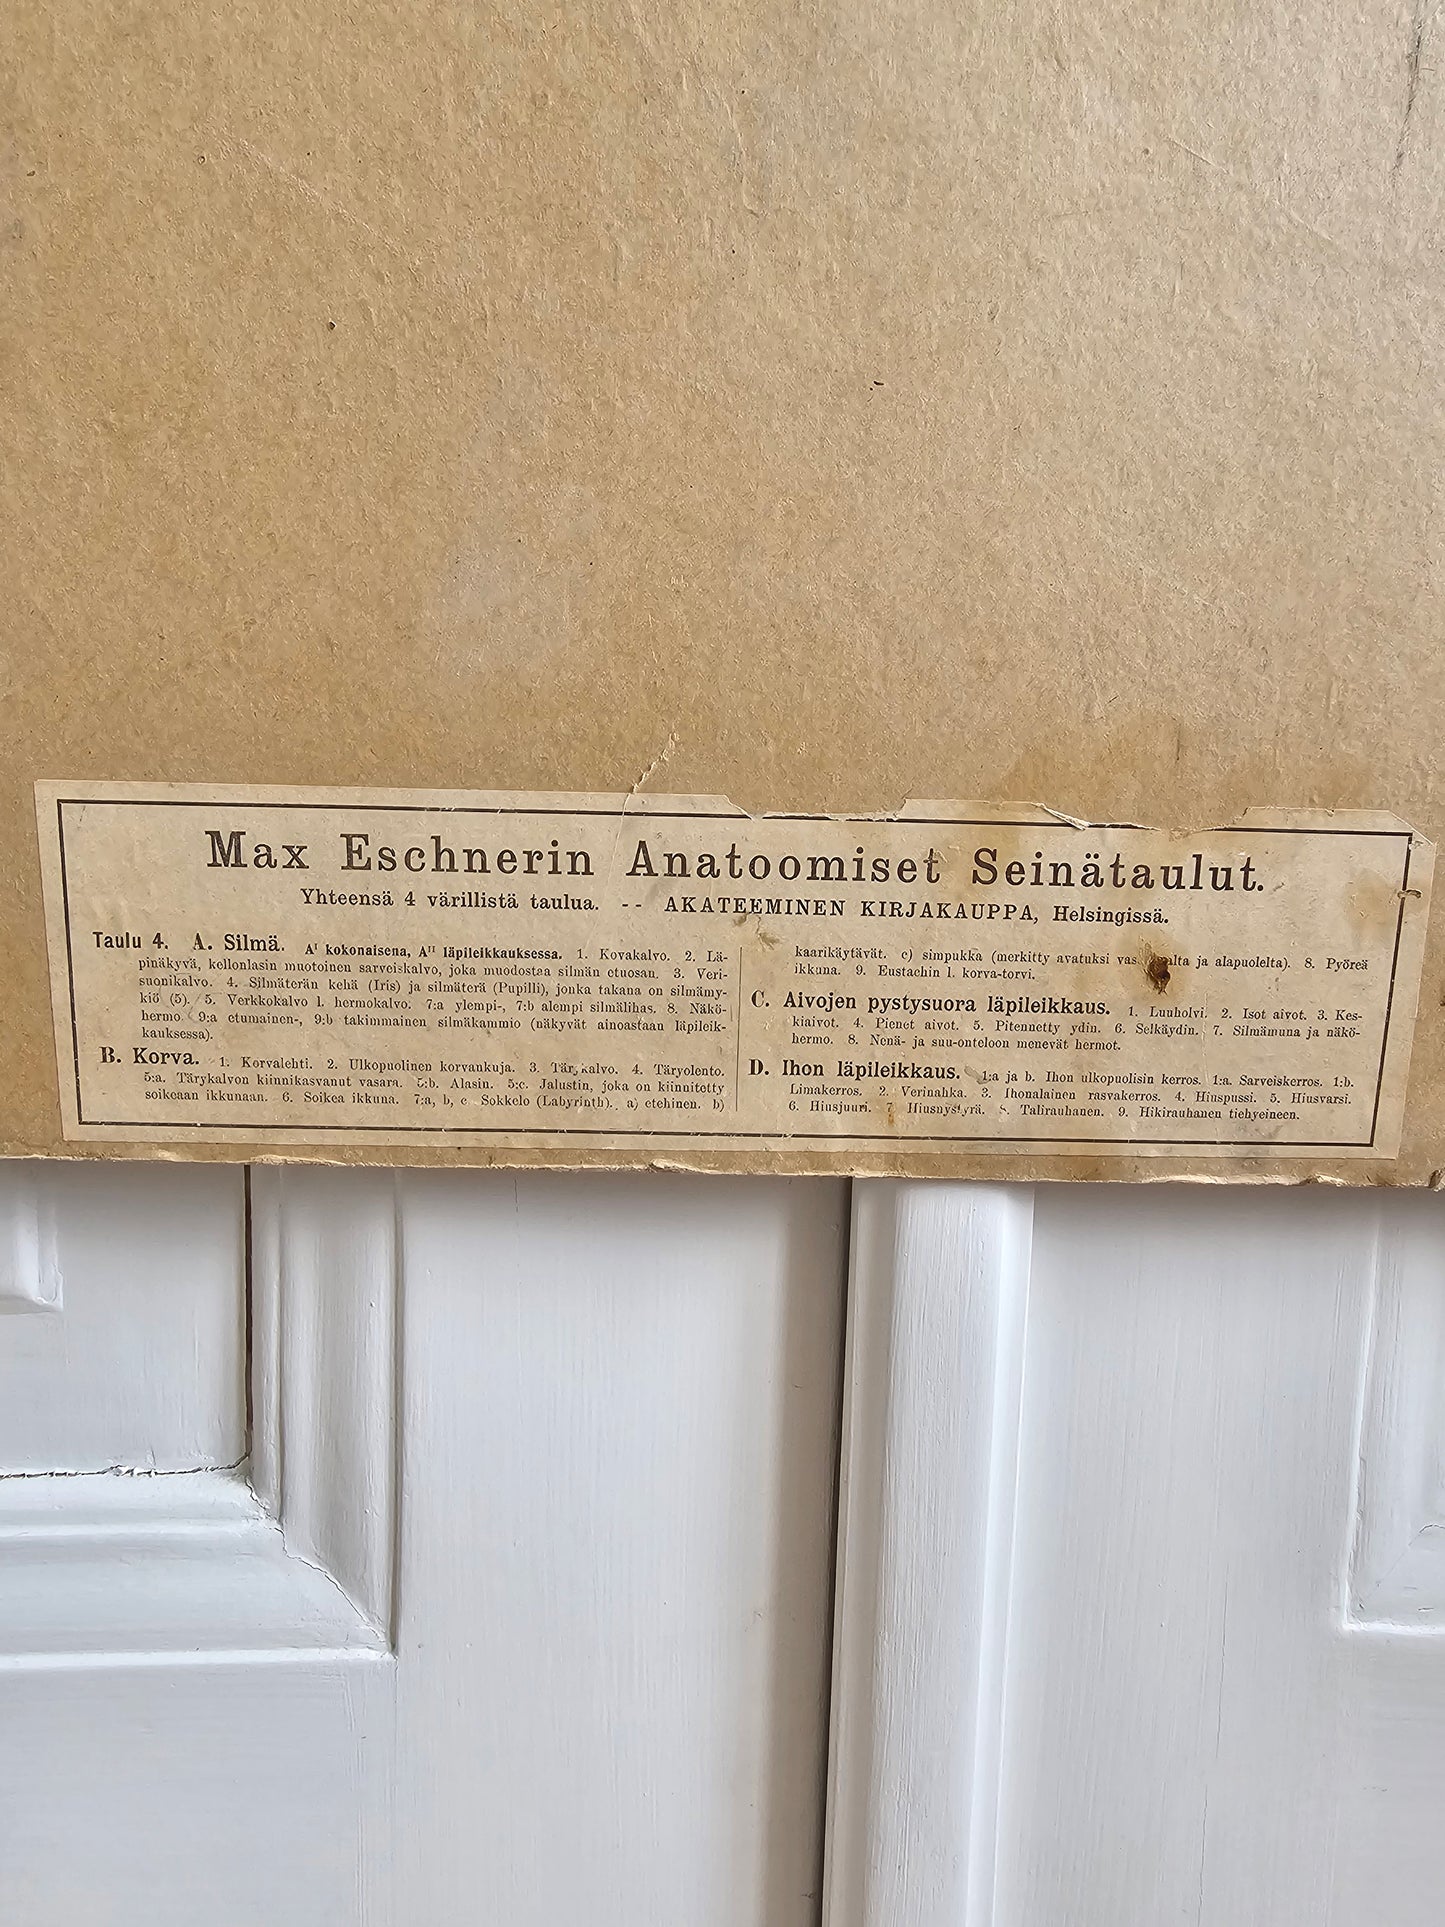 Max Eschnerin Anatoomiset Seinätaulut.
Yhteensä 4 värillistä taulua. -- AKATEEMINEN KIRJAKAUPPA, Helsingissä.
Taulu 4. A. Silmä. Aᴵ kokonaisena, Aᴵᴵ läpileikkauksessa. 1. Kovakalvo. 2. Lä-
pinäkyvä, kellonlasin muotoinen sarveiskalvo, joka muodostaa silmän etuosan. 3. Veri-
suonikalvo. 4. Silmäterän kehä (Iris) ja silmäterä (Pupilli), jonka takana on silmämy-
kiö (5). 5. Verkkokalvo l. hermokalvo. 7:a ylempi-, 7:b alempi silmälihas. 8. Näkö-
hermo. 9:a etumainen-, 9:b takimmainen silmäkammio (näkyvät ainoastaan läpileik-
kauksessa).
B. Korva. 1. Korvalehti. 2. Ulkopuolinen korvankuja. 3. Tärykalvo. 4. Täryolento.
5:a. Tärykalvon kiinnikasvanut vasara. 5:b. Alasin. 5:c. Jalustin, joka on kiinnitetty
soikeaan ikkunaan. 6. Soikea ikkuna. 7:a, b, c Sokkelo (Labyrinth). a) etehinen. b)
kaarikäytävät. c) simpukka (merkitty avatuksi ja alapuolelta). 8. Pyöreä
ikkuna. 9. Eustachin l. korva-torvi.
C. Aivojen pystysuora läpileikkaus. 1. Luuholvi. 2. Isot aivot. 3. Kes-
kiaivot. 4. Pienet aivot. 5. Pitennetty ydin. 6. Selkäydin. 7. Silmämuna ja näkö-
hermo. 8. Nenä- ja suu-onteloon menevät hermot.
D. Ihon läpileikkaus. 1:a ja b. Ihon ulkopuolisin kerros. 1:a. Sarveiskerros. 1:b.
Limakerros. 2. Verinahka. 3. Ihonalainen rasvakerros. 4. Hiuspussi. 5. Hiusvarsi.
6. Hiusjuuri. 7 Hiusnystyrä. 8. Talirauhanen. 9. Hikirauhanen tiehyeineen.